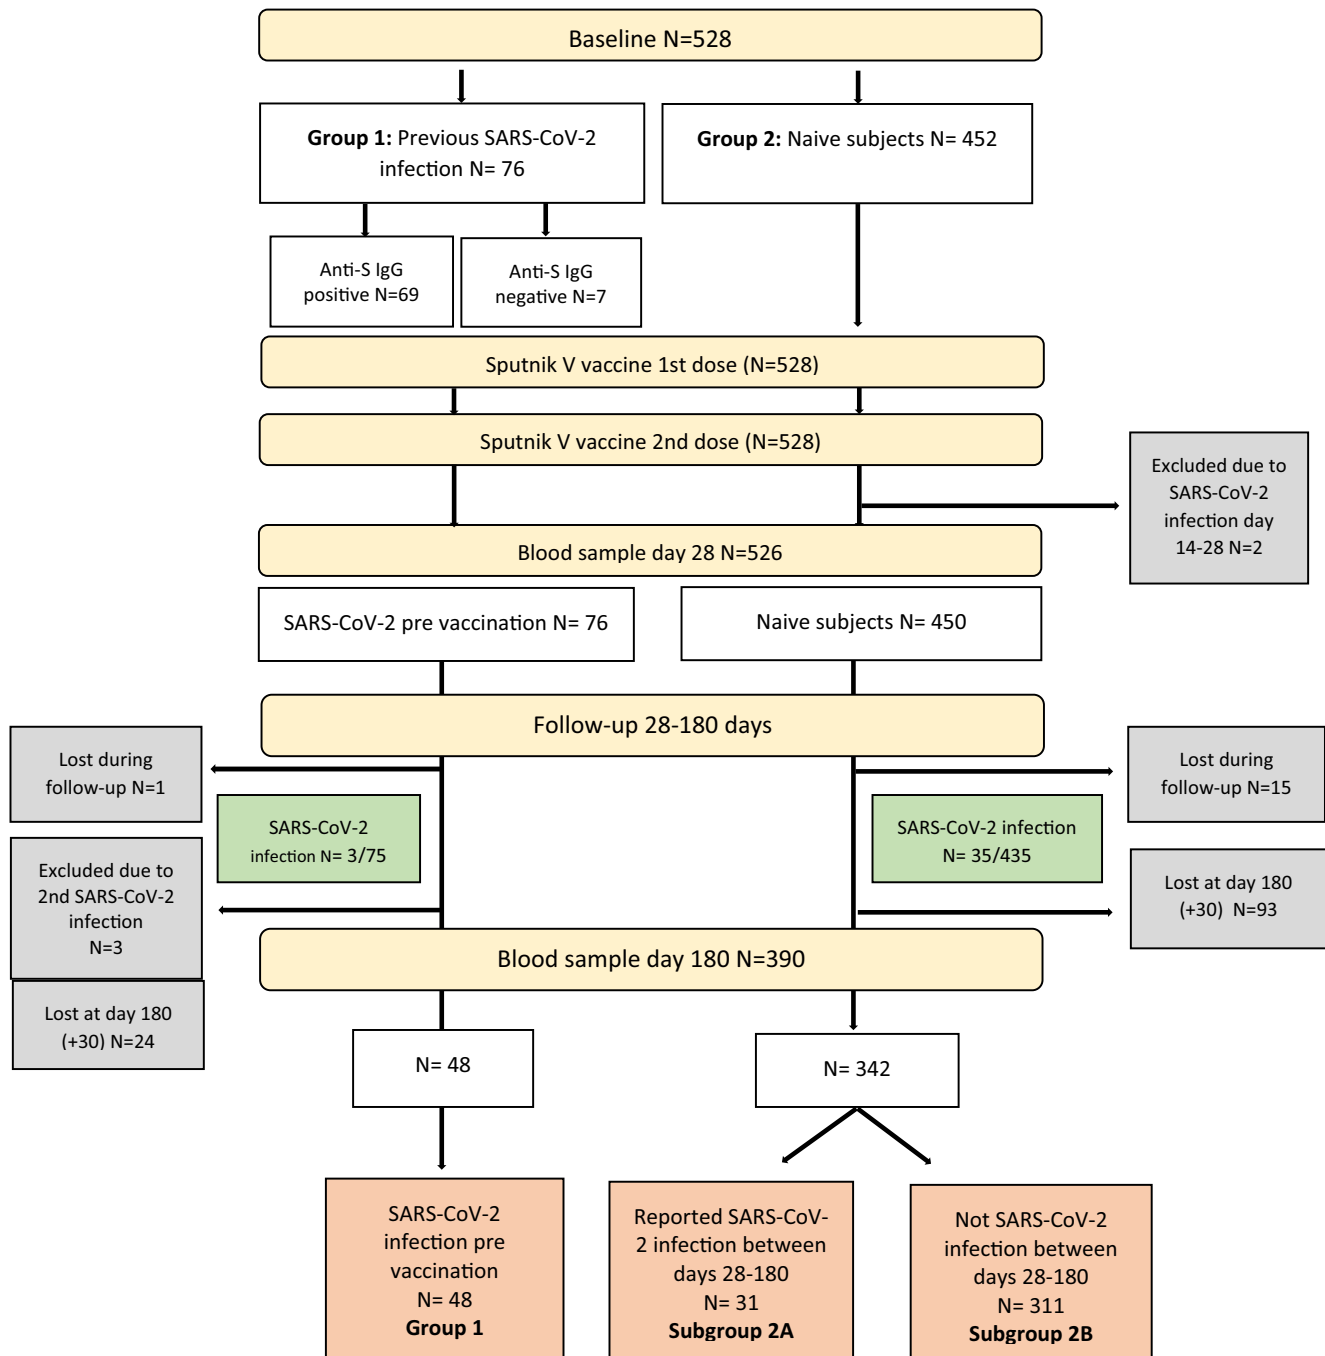 Baseline N=528
Group 1: Previous SARS-CoV-2
infection N= 76
Group 2: Naive subjects N= 452
Anti-S IgG
positive N=69
Anti-S IgG
negative N=7
Sputnik V vaccine 1st dose (N=528)
Sputnik V vaccine 2nd dose (N=528)
Excluded due to
SARS-CoV-2
infection day
14-28 N=2
Blood sample day 28 N=526
SARS-CoV-2 pre vaccination N= 76
Naive subjects N= 450
Follow-up 28-180 days
Lost during
follow-up N=1
Lost during
follow-up N=15
SARS-CoV-2
infection N= 3/75
SARS-CoV-2 infection
N= 35/435
Excluded due to
2nd SARS-CoV-2
infection
N=3
Lost at day 180
(+30) N=93
Blood sample day 180 N=390
Lost at day 180
(+30) N=24
N= 48
N= 342
SARS-CoV-2
infection pre
vaccination
N= 48
Group 1
Reported SARS-CoV-
2 infection between
days 28-180
N= 31
Subgroup 2A
Not SARS-CoV-2
infection between
days 28-180
N= 311
Subgroup 2B